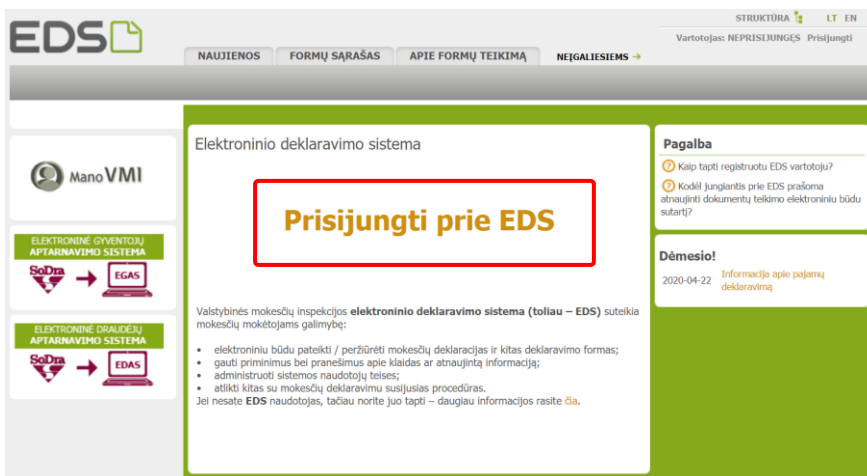 EDS
STRUKTŪRA LT EN
Vartotojas: NEPRISIJUNGĘS Prisijungti
NAUJIENOS FORMŲ SĄRAŠAS APIE FORMŲ TEIKIMĄ NEĮGALIESIEMS
Mano VMI
ELEKTRONINĖ GYVENTOJŲ
APTARNAVIMO SISTEMA
SoDra EGAS
ELEKTRONINĖ DRAUDĖJŲ
APTARNAVIMO SISTEMA
SoDra EDAS
Elektroninio deklaravimo sistema
Prisijungti prie EDS
Valstybinės mokesčių inspekcijos elektroninio deklaravimo sistema (toliau – EDS) suteikia
mokesčių mokėtojams galimybę:
• elektroniniu būdu pateikti / peržiūrėti mokesčių deklaracijas ir kitas deklaravimo formas;
• gauti priminimus bei pranešimus apie klaidas ar atnaujintą informaciją;
• administruoti sistemos naudotojų teises;
• atlikti kitas su mokesčių deklaravimu susijusias procedūras.
Jei nesate EDS naudotojas, tačiau norite juo tapti – daugiau informacijos rasite čia.
Pagalba
? Kaip tapti registruotu EDS vartotoju?
? Kodėl jungiantis prie EDS prašoma
atnaujinti dokumentų teikimo elektroniniu būdu
sutartį?
Dėmesio!
2020-04-22 Informacija apie pajamų
deklaravimą